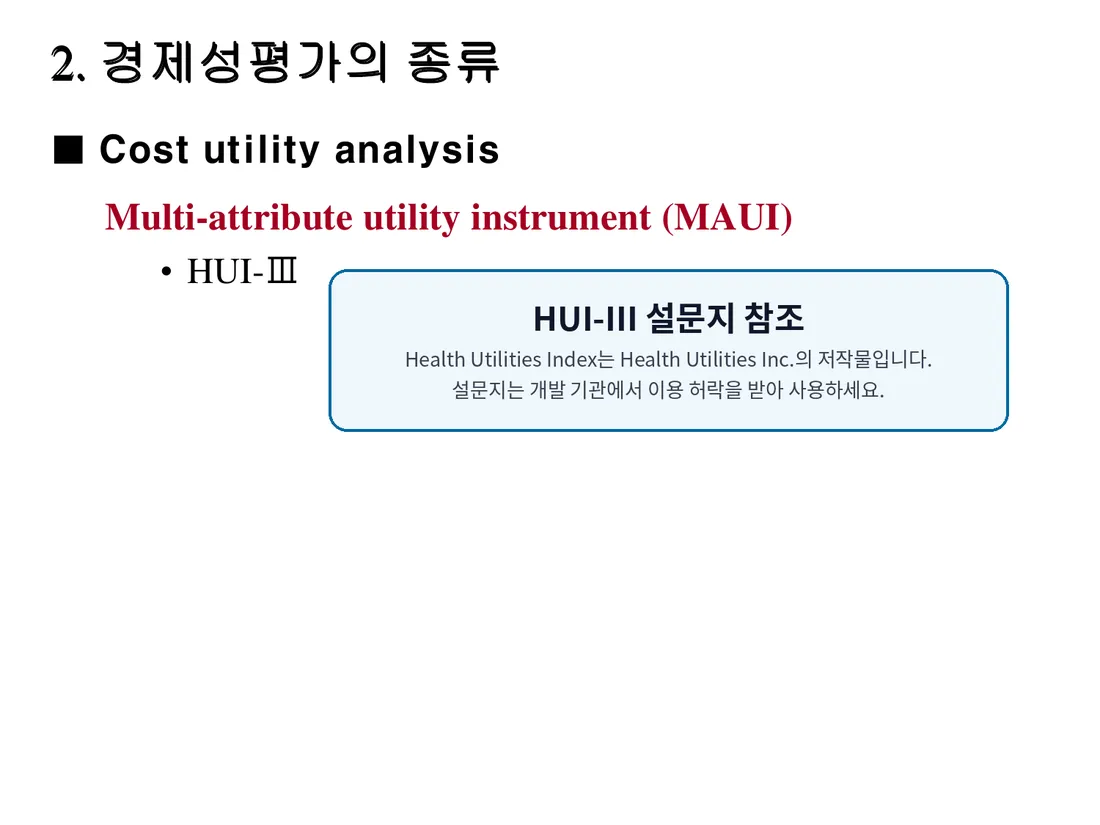 2. 경제성평가의 종류
■ Cost utility analysis
Multi-attribute utility instrument (MAUI)
• HUI-Ⅲ
HUI-III 설문지 참조
Health Utilities Index는 Health Utilities Inc.의 저작물입니다.
설문지는 개발 기관에서 이용 허락을 받아 사용하세요.